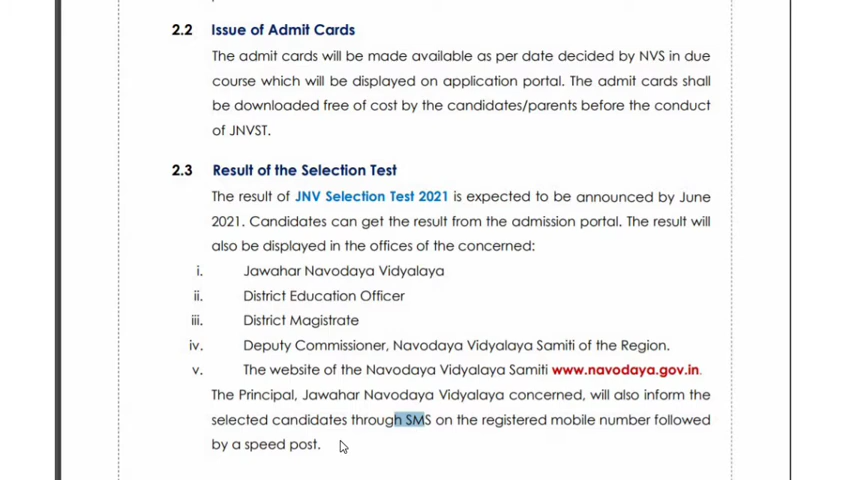 2.2 Issue of Admit Cards
The admit cards will be made available as per date decided by NVS in due
course which will be displayed on application portal. The admit cards shall
be downloaded free of cost by the candidates/parents before the conduct
of JNVST.
2.3 Result of the Selection Test
The result of JNV Selection Test 2021 is expected to be announced by June
2021. Candidates can get the result from the admission portal. The result will
also be displayed in the offices of the concerned:
i. Jawahar Navodaya Vidyalaya
ii. District Education Officer
iii. District Magistrate
iv. Deputy Commissioner, Navodaya Vidyalaya Samiti of the Region.
v. The website of the Navodaya Vidyalaya Samiti www.navodaya.gov.in.
The Principal, Jawahar Navodaya Vidyalaya concerned, will also inform the
selected candidates through SMS on the registered mobile number followed
by a speed post.